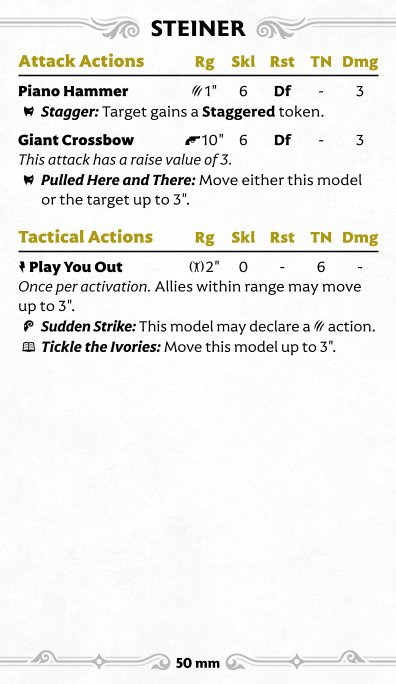 STEINER
Attack Actions Rg Skl Rst TN Dmg
Piano Hammer 1" 6 Df - 3
Stagger: Target gains a Staggered token.
Giant Crossbow 10" 6 Df - 3
This attack has a raise value of 3.
Pulled Here and There: Move either this model
or the target up to 3".
Tactical Actions Rg Skl Rst TN Dmg
Play You Out 2" 0 - 6 -
Once per activation. Allies within range may move
up to 3".
Sudden Strike: This model may declare a action.
Tickle the Ivories: Move this model up to 3".
50 mm